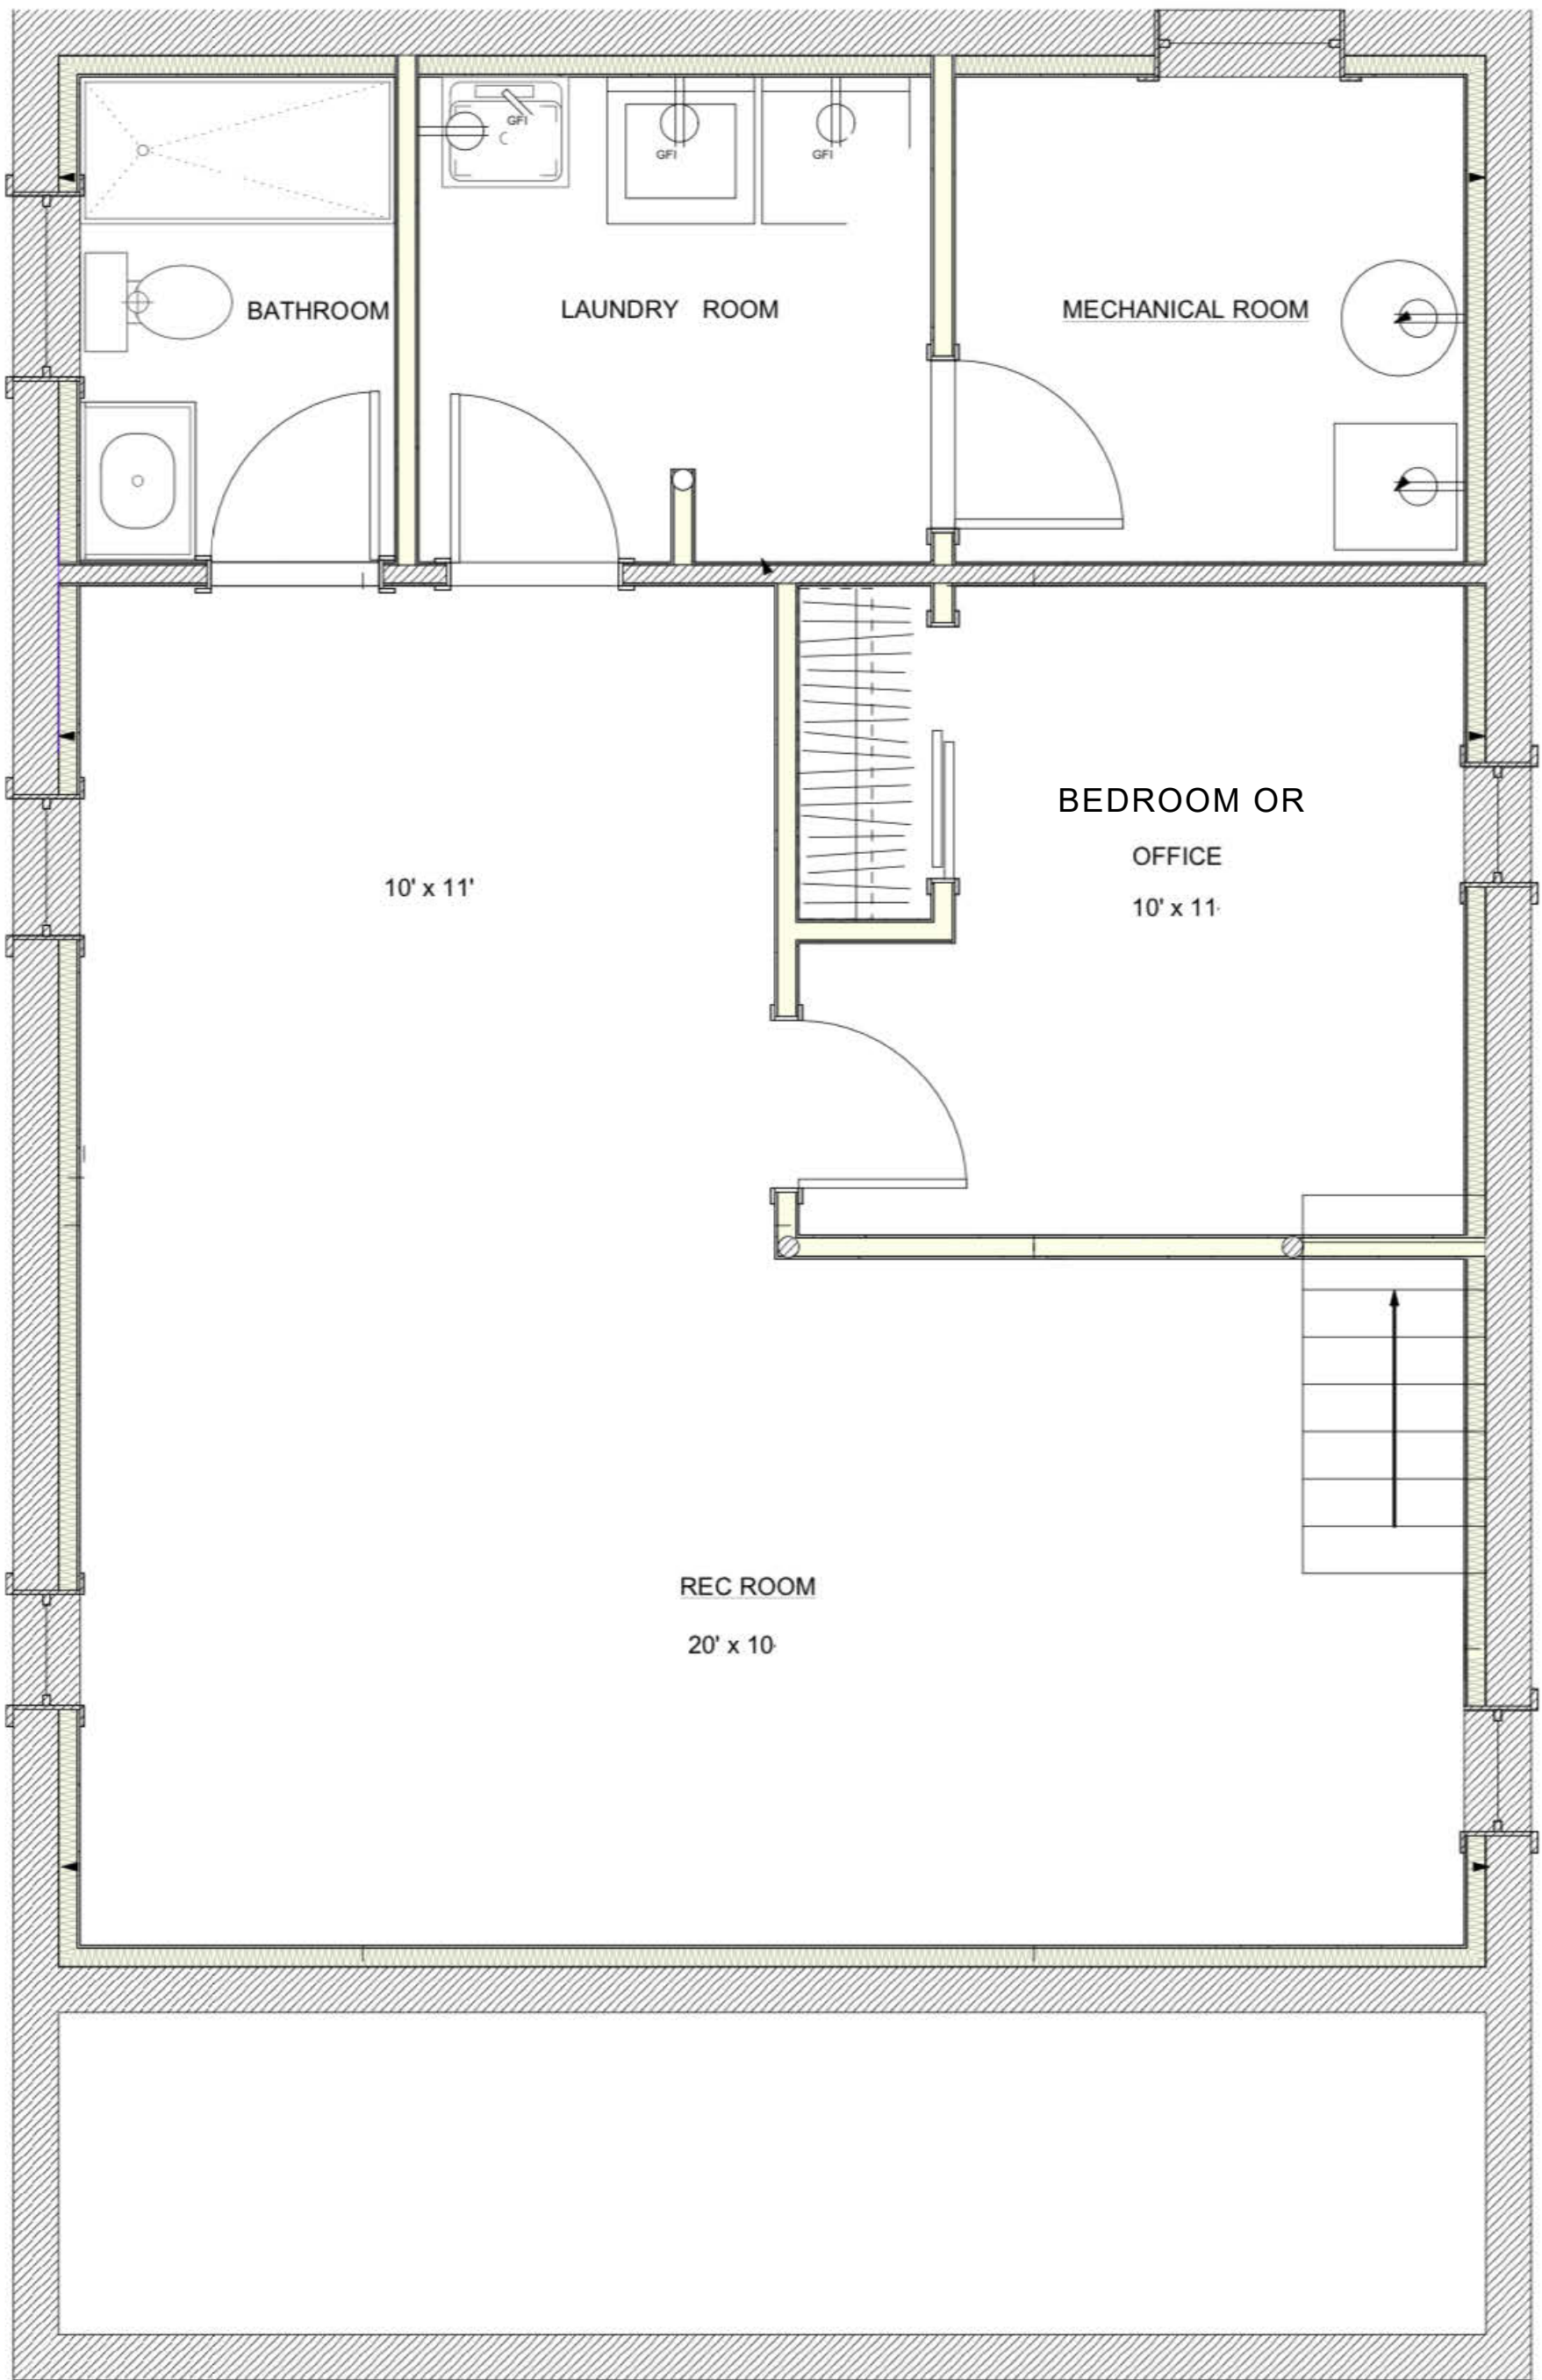 GFI
GFI
GFI
BATHROOM
LAUNDRY ROOM
MECHANICAL ROOM
BEDROOM OR
OFFICE
10' x 11'
10' x 11
REC ROOM
20' x 10